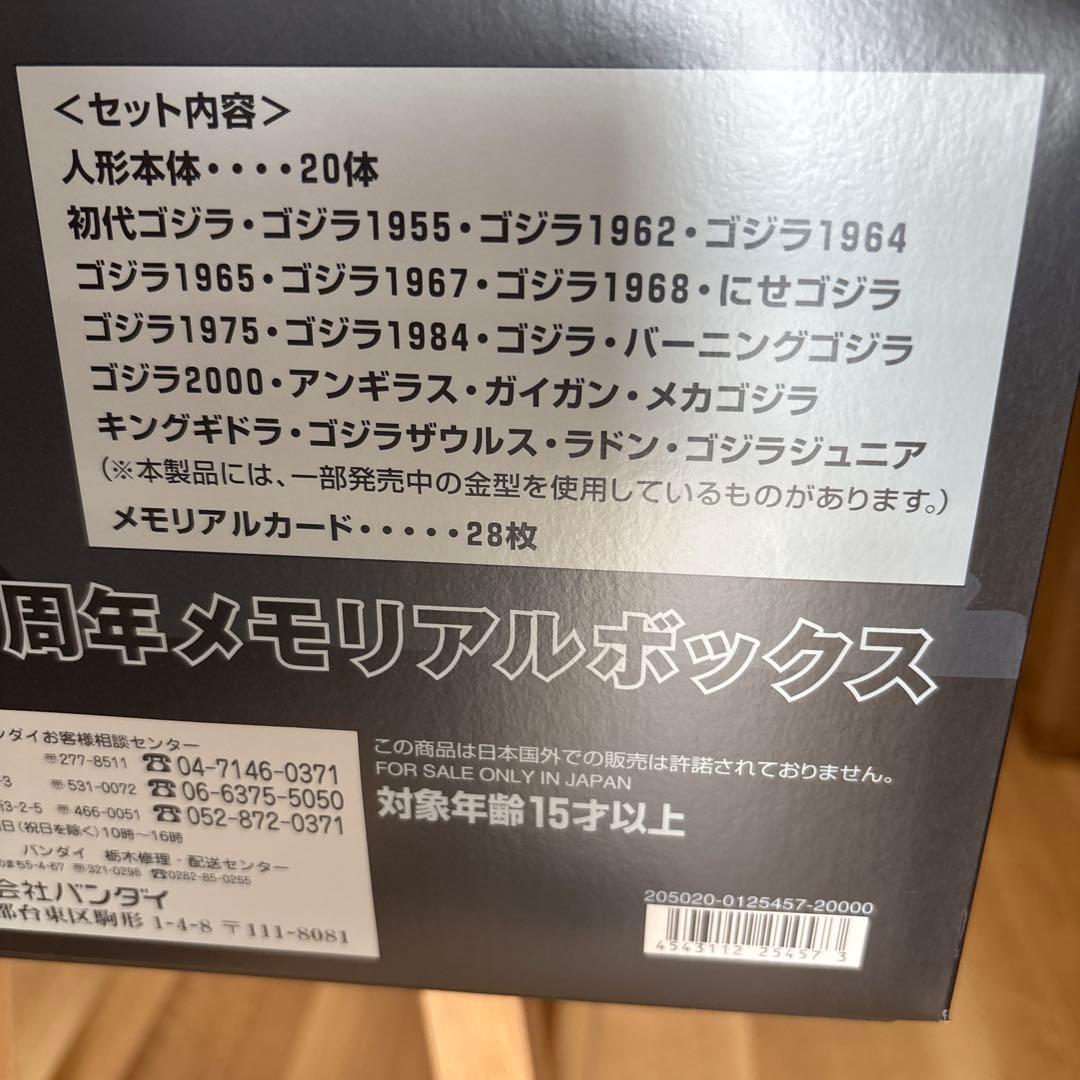 ＜セット内容＞
人形本体・・・・20体
初代ゴジラ・ゴジラ1955・ゴジラ1962・ゴジラ1964
ゴジラ1965・ゴジラ1967・ゴジラ1968・にせゴジラ
ゴジラ1975・ゴジラ1984・ゴジラ・バーニングゴジラ
ゴジラ2000・アンギラス・ガイガン・メカゴジラ
キングギドラ・ゴジラザウルス・ラドン・ゴジラジュニア
（※本製品には、一部発売中の金型を使用しているものがあります。）
メモリアルカード・・・・・28枚
周年メモリアルボックス
ンダイお客様相談センター
〒277-8511 ☎04-7146-0371
-3 〒531-0072 ☎06-6375-5050
3-2-5 〒466-0051 ☎052-872-0371
日（祝日を除く）10時〜16時
バンダイ 栃木修理・配送センター
のまち5-4-67 〒321-0298 ☎0282-85-0255
会社バンダイ
都台東区駒形 1-4-8 〒111-8081
この商品は日本国外での販売は許諾されておりません。
FOR SALE ONLY IN JAPAN
対象年齢15才以上
205020-0125457-20000
4543112 25457 3